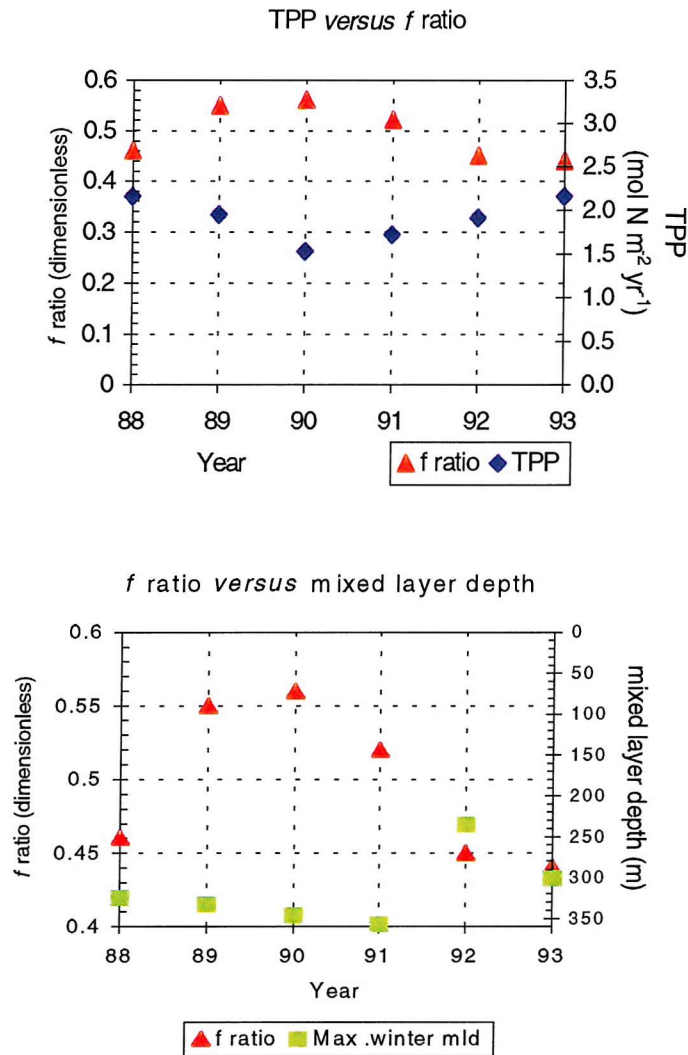 TPP versus f ratio
0.6
0.5
0.4
0.3
0.2
0.1
0
f ratio (dimensionless)
3.5
3.0
2.5
2.0
1.5
1.0
0.5
0.0
TPP
(mol N m⁻² yr⁻¹)
88 89 90 91 92 93
Year
f ratio TPP
f ratio versus mixed layer depth
0.6
0.55
0.5
0.45
0.4
f ratio (dimensionless)
0
50
100
150
200
250
300
350
mixed layer depth (m)
88 89 90 91 92 93
Year
f ratio Max .winter mld